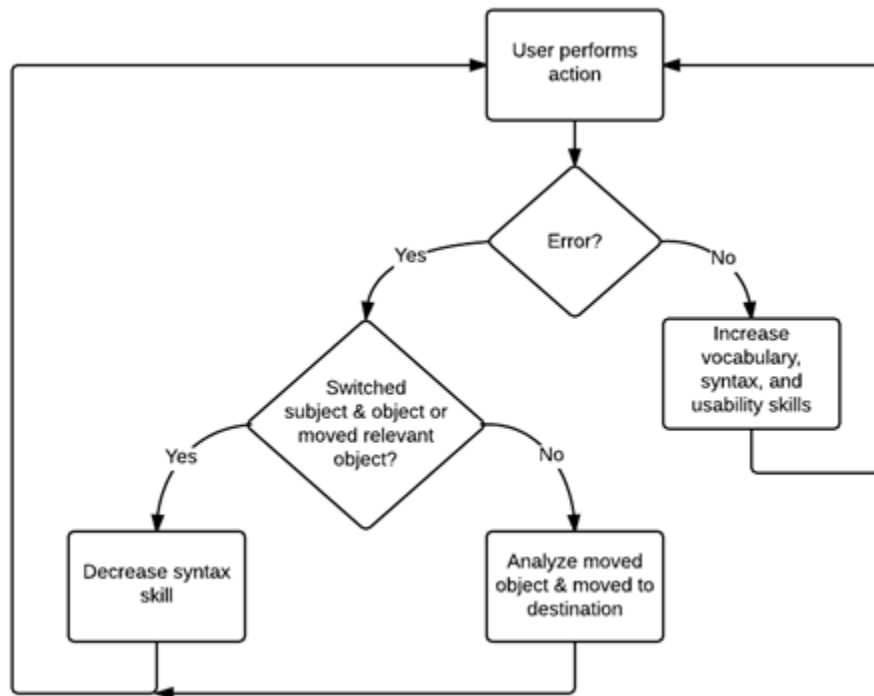 User performs
action
Error?
Yes
No
Increase
vocabulary,
syntax, and
usability skills
Switched
subject & object or
moved relevant
object?
Yes
No
Decrease syntax
skill
Analyze moved
object & moved to
destination